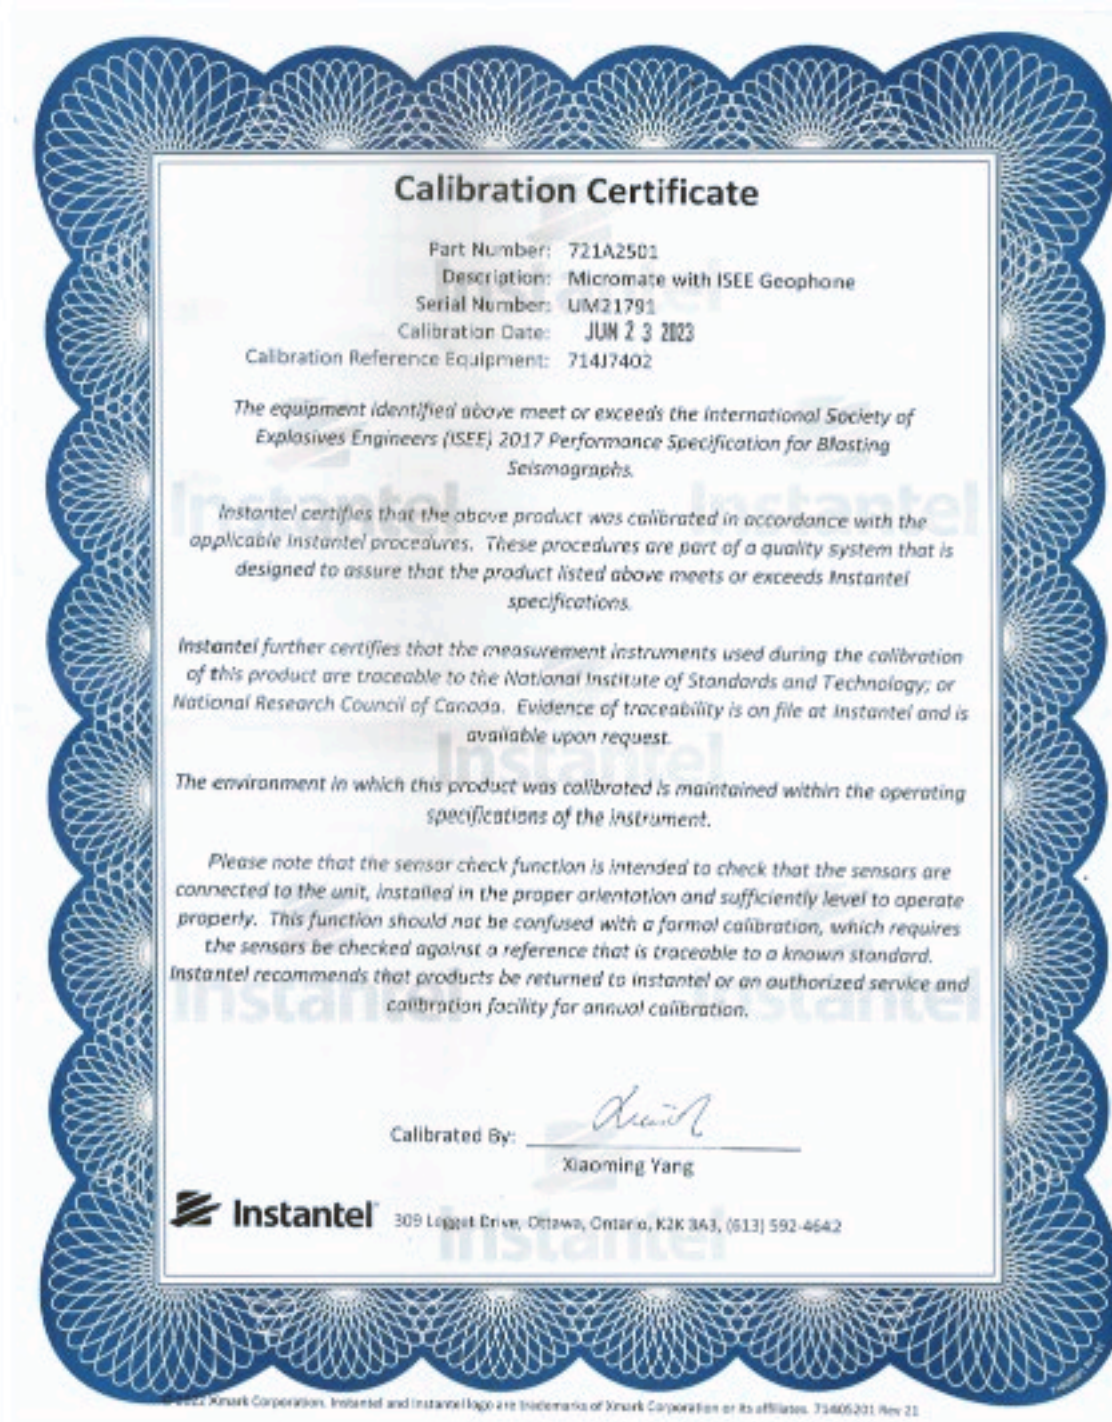 Calibration Certificate
Part Number: 721A2501
Description: Micromate with ISEE Geophone
Serial Number: UM21791
Calibration Date: JUN 23 2023
Calibration Reference Equipment: 714J7402
The equipment identified above meet or exceeds the International Society of
Explosives Engineers (ISEE) 2017 Performance Specification for Blasting
Seismographs.
Instantel certifies that the above product was calibrated in accordance with the
applicable Instantel procedures. These procedures are part of a quality system that is
designed to assure that the product listed above meets or exceeds Instantel
specifications.
Instantel further certifies that the measurement instruments used during the calibration
of this product are traceable to the National Institute of Standards and Technology; or
National Research Council of Canada. Evidence of traceability is on file at Instantel and is
available upon request.
The environment in which this product was calibrated is maintained within the operating
specifications of the instrument.
Please note that the sensor check function is intended to check that the sensors are
connected to the unit, installed in the proper orientation and sufficiently level to operate
properly. This function should not be confused with a formal calibration, which requires
the sensors be checked against a reference that is traceable to a known standard.
Instantel recommends that products be returned to Instantel or an authorized service and
calibration facility for annual calibration.
Calibrated By:
Xiaoming Yang
Instantel
309 Legget Drive, Ottawa, Ontario, K2K 3A3, (613) 592-4642
2022 Xmark Corporation. Instantel and Instantel logo are trademarks of Xmark Corporation or its affiliates. 71405201 Rev 21